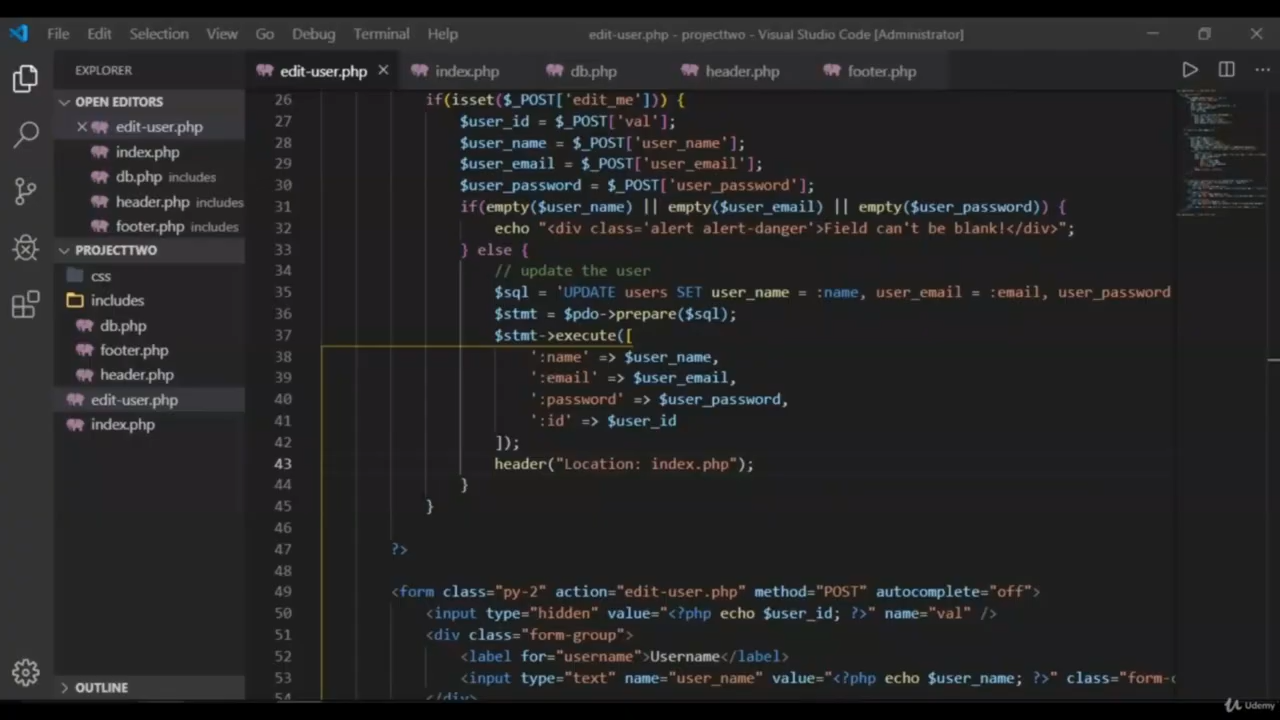 File Edit Selection View Go Debug Terminal Help edit-user.php - projecttwo - Visual Studio Code [Administrator]
EXPLORER
OPEN EDITORS
edit-user.php
index.php
db.php includes
header.php includes
footer.php includes
PROJECTTWO
css
includes
db.php
footer.php
header.php
edit-user.php
index.php
OUTLINE
edit-user.php index.php db.php header.php footer.php
26 if(isset($_POST['edit_me'])) {
27 $user_id = $_POST['val'];
28 $user_name = $_POST['user_name'];
29 $user_email = $_POST['user_email'];
30 $user_password = $_POST['user_password'];
31 if(empty($user_name) || empty($user_email) || empty($user_password)) {
32 echo "<div class='alert alert-danger'>Field can't be blank!</div>";
33 } else {
34 // update the user
35 $sql = 'UPDATE users SET user_name = :name, user_email = :email, user_password
36 $stmt = $pdo->prepare($sql);
37 $stmt->execute([
38 ':name' => $user_name,
39 ':email' => $user_email,
40 ':password' => $user_password,
41 ':id' => $user_id
42 ]);
43 header("Location: index.php");
44 }
45 }
46
47 ?>
48
49 <form class="py-2" action="edit-user.php" method="POST" autocomplete="off">
50 <input type="hidden" value="<?php echo $user_id; ?>" name="val" />
51 <div class="form-group">
52 <label for="username">Username</label>
53 <input type="text" name="user_name" value="<?php echo $user_name; ?>" class="form-c
54 </div>
Udemy